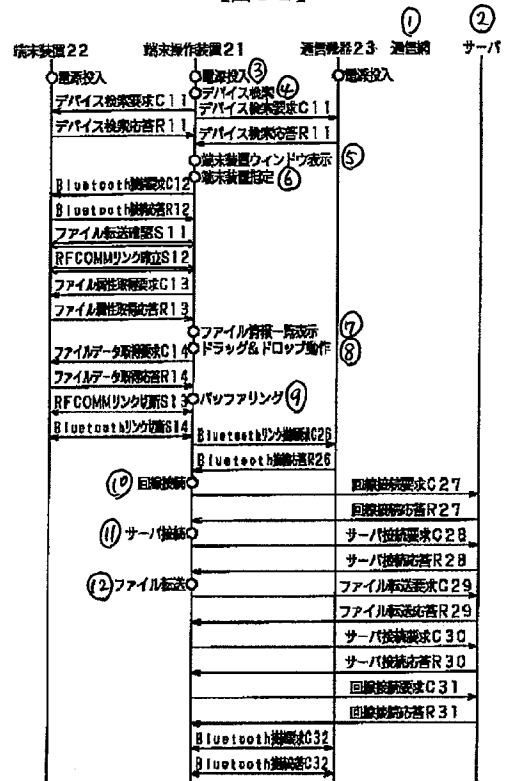 ① ②
端末装置22 端末操作装置21 通信機器23 通信網 サーバ
電源投入 電源投入③ 電源投入
デバイス検索④
デバイス検索要求C11 デバイス検索要求C11
デバイス検索応答R11 デバイス検索応答R11
端末装置ウィンドウ表示⑤
端末装置指定⑥
Bluetooth接続要求C12
Bluetooth接続応答R12
ファイル転送確認S11
RFCOMMリンク確立S12
ファイル属性取得要求C13
ファイル属性取得応答R13
ファイル情報一覧表示⑦
ドラッグ&ドロップ動作⑧
ファイルデータ取得要求C14
ファイルデータ取得応答R14
RFCOMMリンク切断S13 バッファリング⑨
Bluetoothリンク切断S14
Bluetoothリンク接続要求C26
Bluetooth接続応答R26
⑩回線接続
回線接続要求C27
回線接続応答R27
⑪サーバ接続
サーバ接続要求C28
サーバ接続応答R28
⑫ファイル転送
ファイル転送要求C29
ファイル転送応答R29
サーバ接続要求C30
サーバ接続応答R30
回線接続要求C31
回線接続応答R31
Bluetooth接続要求C32
Bluetooth接続応答C32